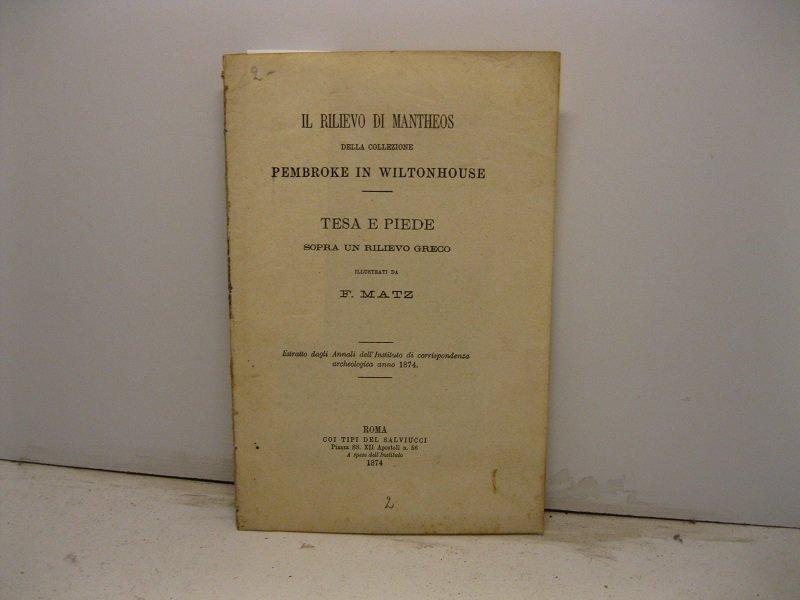 2-
IL RILIEVO DI MANTHEOS
DELLA COLLEZIONE
PEMBROKE IN WILTONHOUSE
TESA E PIEDE
SOPRA UN RILIEVO GRECO
ILLUSTRATI DA
F. MATZ
Estratto dagli Annali dell'Instituto di corrispondenza
archeologica anno 1874.
ROMA
COI TIPI DEL SALVIUCCI
Piazza SS. XII Apostoli n. 56
A spese dell'Instituto
1874
2